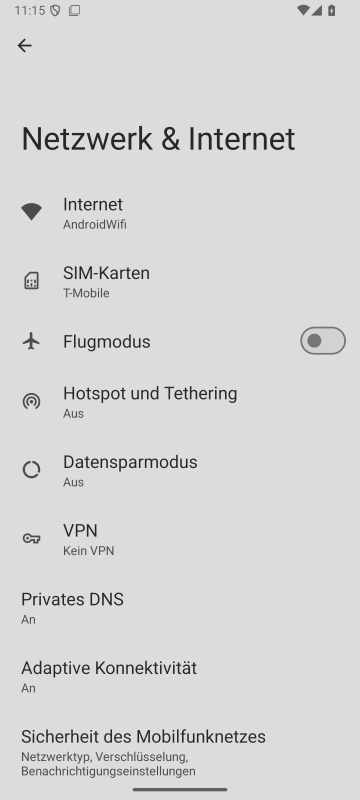 11:15
Netzwerk & Internet
Internet
AndroidWifi
SIM-Karten
T-Mobile
Flugmodus
Hotspot und Tethering
Aus
Datensparmodus
Aus
VPN
Kein VPN
Privates DNS
An
Adaptive Konnektivität
An
Sicherheit des Mobilfunknetzes
Netzwerktyp, Verschlüsselung,
Benachrichtigungseinstellungen